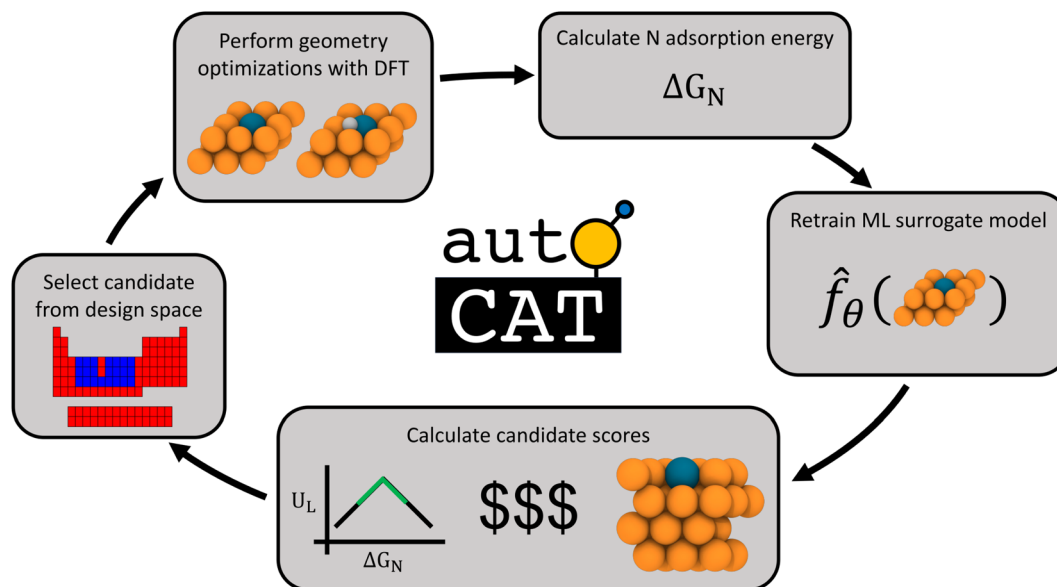 Perform geometry
optimizations with DFT
Calculate N adsorption energy
ΔG_N
Retrain ML surrogate model
f̂_θ( )
Calculate candidate scores
U_L
ΔG_N
$$$
Select candidate
from design space
aut
CAT